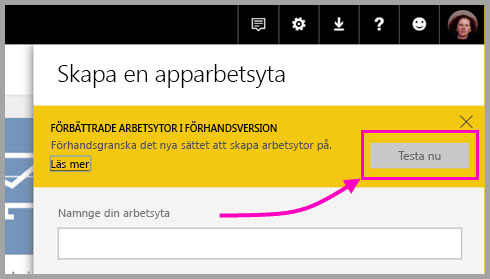 Skapa en apparbetsyta
FÖRBÄTTRADE ARBETSYTOR I FÖRHANDSVERSION
Förhandsgranska det nya sättet att skapa arbetsytor på.
Läs mer
Testa nu
Namnge din arbetsyta